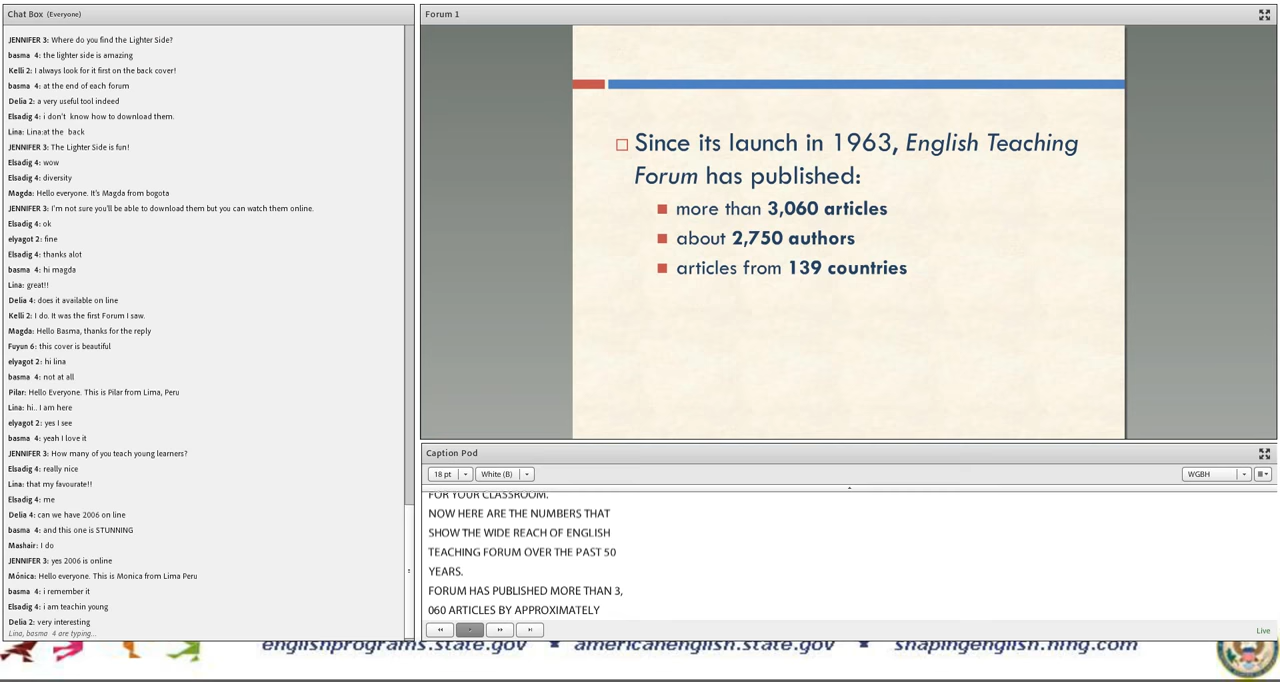 Chat Box (Everyone)
JENNIFER 3: Where do you find the Lighter Side?
basma 4: the lighter side is amazing
Kelli 2: I always look for it first on the back cover!
basma 4: at the end of each forum
Delia 2: a very useful tool indeed
Elsadig 4: i don't know how to download them.
Lina: Lina:at the back
JENNIFER 3: The Lighter Side is fun!
Elsadig 4: wow
Elsadig 4: diversity
Magda: Hello everyone. It's Magda from bogota
JENNIFER 3: I'm not sure you'll be able to download them but you can watch them online.
Elsadig 4: ok
elyagot 2: fine
Elsadig 4: thanks alot
basma 4: hi magda
Lina: great!!
Delia 4: does it available on line
Kelli 2: I do. It was the first Forum I saw.
Magda: Hello Basma, thanks for the reply
Fuyun 6: this cover is beautiful
elyagot 2: hi lina
basma 4: not at all
Pilar: Hello Everyone. This is Pilar from Lima, Peru
Lina: hi.. I am here
elyagot 2: yes I see
basma 4: yeah I love it
JENNIFER 3: How many of you teach young learners?
Elsadig 4: really nice
Lina: that my favourate!!
Elsadig 4: me
Delia 4: can we have 2006 on line
basma 4: and this one is STUNNING
Mashair: I do
JENNIFER 3: yes 2006 is online
Mónica: Hello everyone. This is Monica from Lima Peru
basma 4: i remember it
Elsadig 4: i am teachin young
Delia 2: very interesting
Lina, basma 4 are typing...
Forum 1
Since its launch in 1963, English Teaching
Forum has published:
more than 3,060 articles
about 2,750 authors
articles from 139 countries
Caption Pod
18 pt
White (B)
WGBH
FOR YOUR CLASSROOM.
NOW HERE ARE THE NUMBERS THAT
SHOW THE WIDE REACH OF ENGLISH
TEACHING FORUM OVER THE PAST 50
YEARS.
FORUM HAS PUBLISHED MORE THAN 3,
060 ARTICLES BY APPROXIMATELY
Live
englishprograms.state.gov americanenglish.state.gov shapingenglish.ning.com